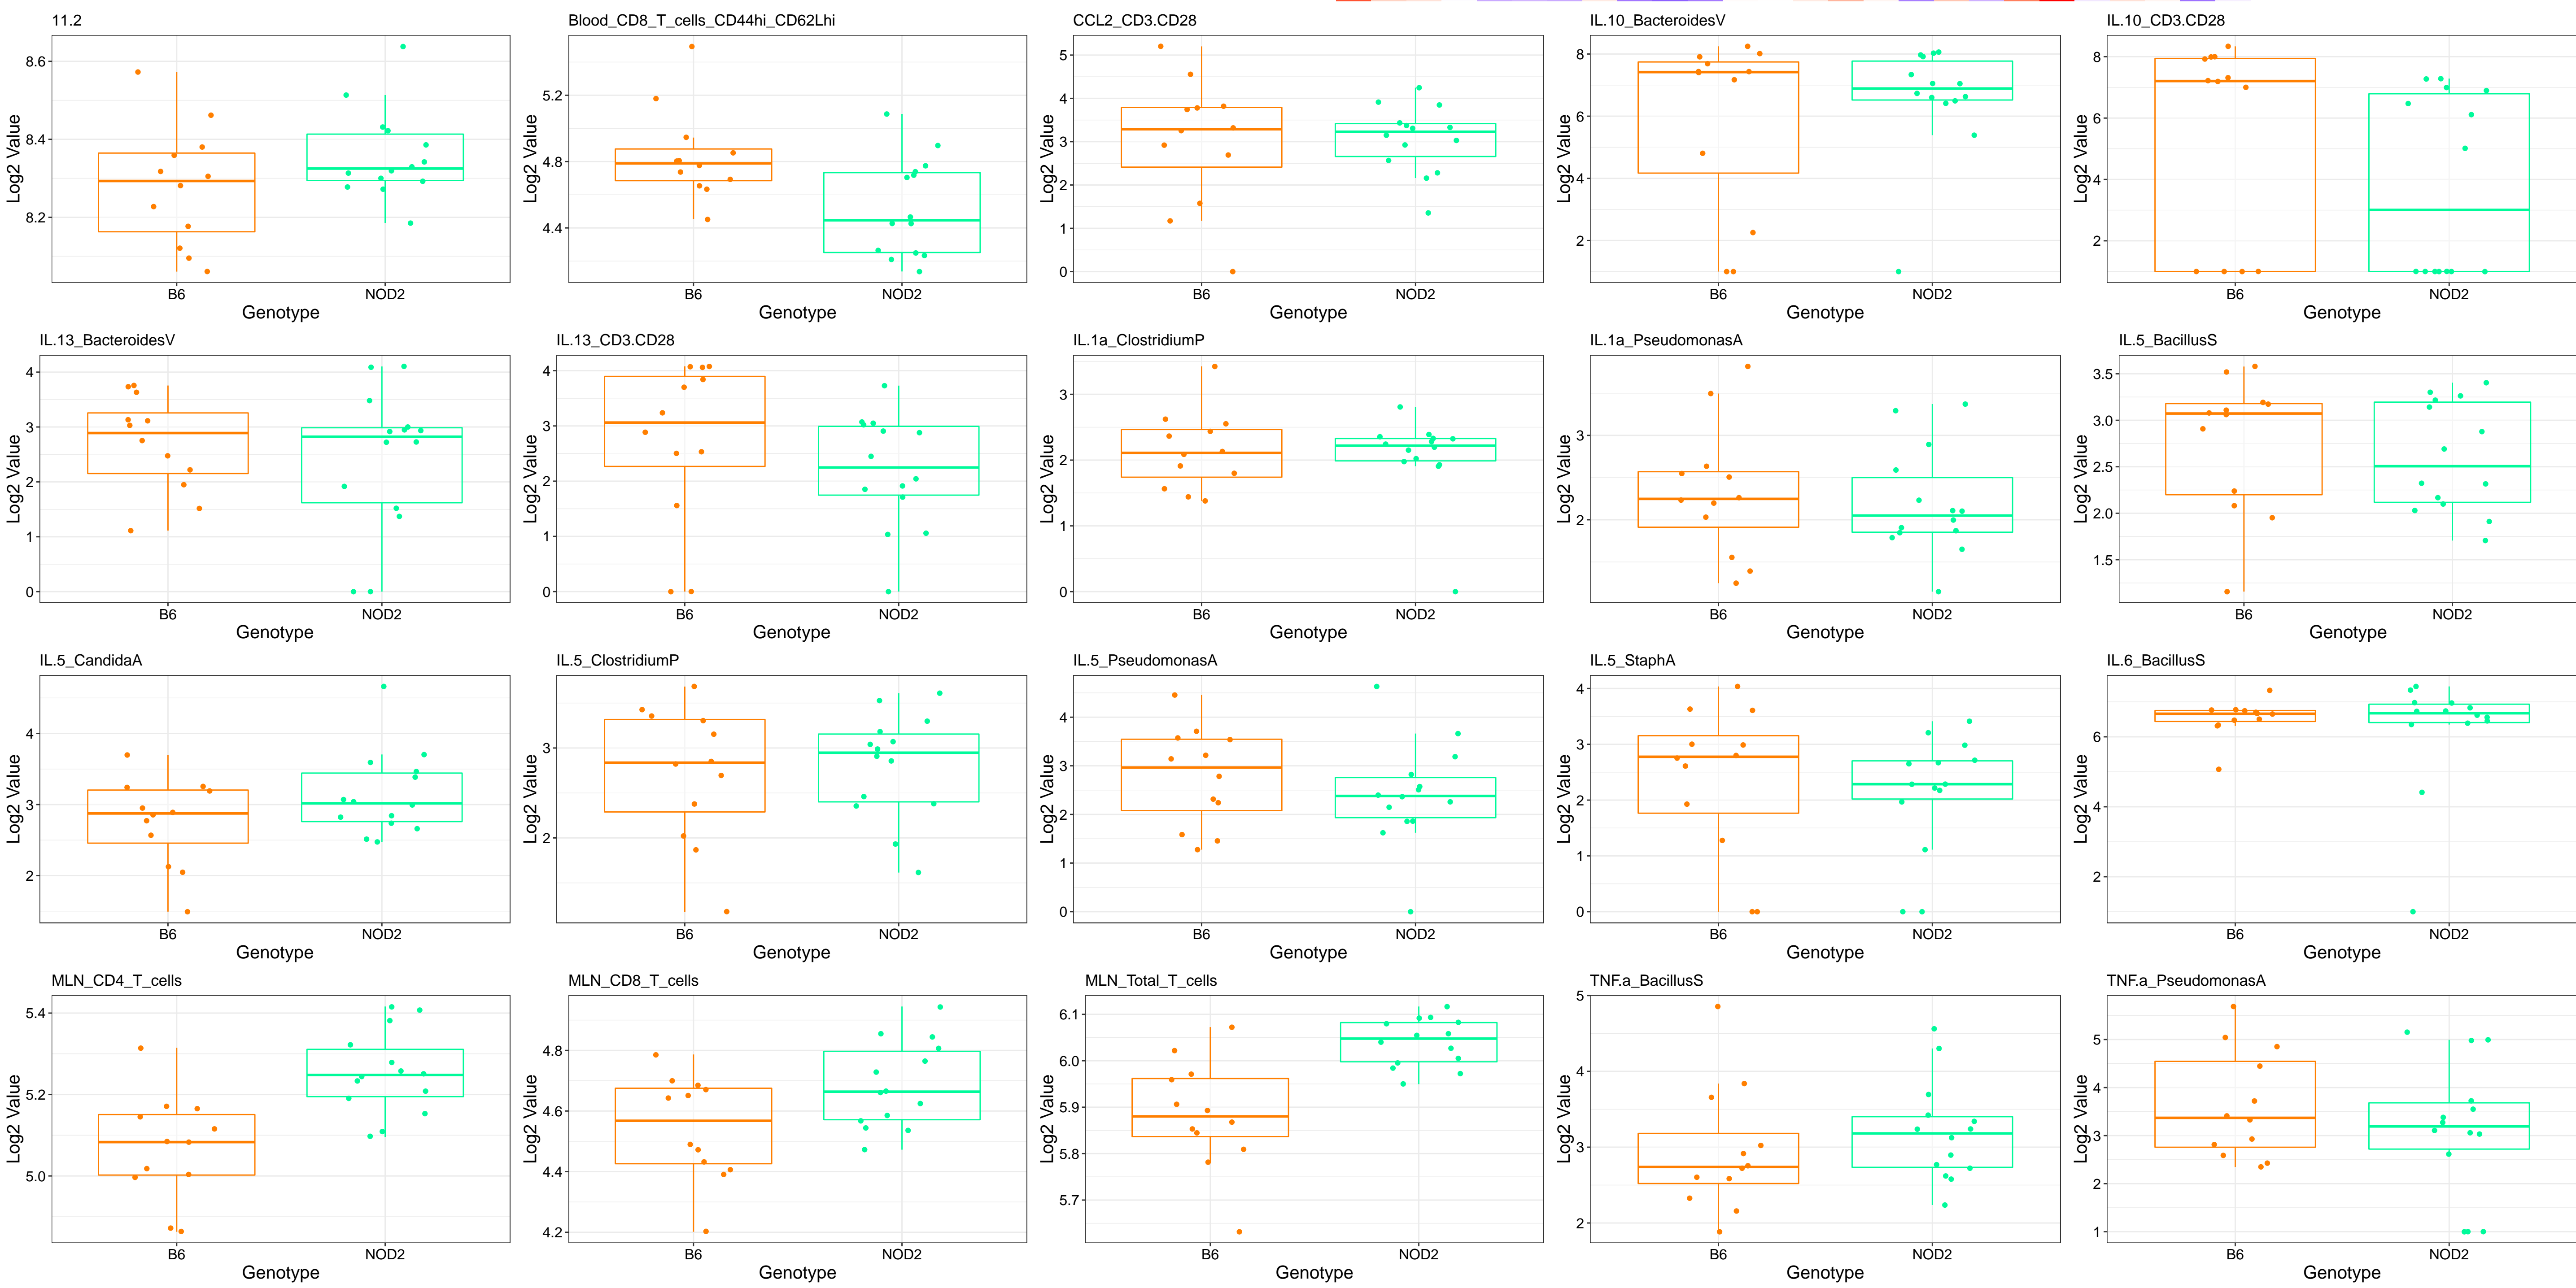 11.2
Blood_CD8_T_cells_CD44hi_CD62Lhi
CCL2_CD3.CD28
IL.10_BacteroidesV
IL.10_CD3.CD28
Log2 Value
8.6
8.4
8.2
B6
NOD2
Genotype
Log2 Value
5.2
4.8
4.4
B6
NOD2
Genotype
Log2 Value
5
4
3
2
1
0
B6
NOD2
Genotype
Log2 Value
8
6
4
2
B6
NOD2
Genotype
Log2 Value
8
6
4
2
B6
NOD2
Genotype
IL.13_BacteroidesV
IL.13_CD3.CD28
IL.1a_ClostridiumP
IL.1a_PseudomonasA
IL.5_BacillusS
Log2 Value
4
3
2
1
0
B6
NOD2
Genotype
Log2 Value
4
3
2
1
0
B6
NOD2
Genotype
Log2 Value
3
2
1
0
B6
NOD2
Genotype
Log2 Value
3
2
B6
NOD2
Genotype
Log2 Value
3.5
3.0
2.5
2.0
1.5
B6
NOD2
Genotype
IL.5_CandidaA
IL.5_ClostridiumP
IL.5_PseudomonasA
IL.5_StaphA
IL.6_BacillusS
Log2 Value
4
3
2
B6
NOD2
Genotype
Log2 Value
3
2
B6
NOD2
Genotype
Log2 Value
4
3
2
1
0
B6
NOD2
Genotype
Log2 Value
4
3
2
1
0
B6
NOD2
Genotype
Log2 Value
6
4
2
B6
NOD2
Genotype
MLN_CD4_T_cells
MLN_CD8_T_cells
MLN_Total_T_cells
TNF.a_BacillusS
TNF.a_PseudomonasA
Log2 Value
5.4
5.2
5.0
B6
NOD2
Genotype
Log2 Value
4.8
4.6
4.4
4.2
B6
NOD2
Genotype
Log2 Value
6.1
6.0
5.9
5.8
5.7
B6
NOD2
Genotype
Log2 Value
5
4
3
2
B6
NOD2
Genotype
Log2 Value
5
4
3
2
1
B6
NOD2
Genotype